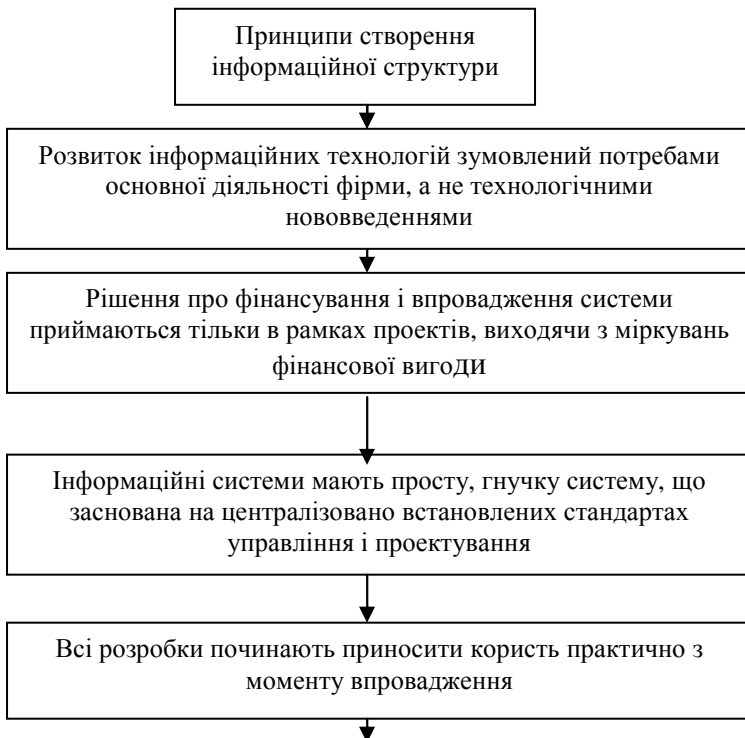 Принципи створення
інформаційної структури
Розвиток інформаційних технологій зумовлений потребами
основної діяльності фірми, а не технологічними
нововведеннями
Рішення про фінансування і впровадження системи
приймаються тільки в рамках проектів, виходячи з міркувань
фінансової вигоди
Інформаційні системи мають просту, гнучку систему, що
заснована на централізовано встановлених стандартах
управління і проектування
Всі розробки починають приносити користь практично з
моменту впровадження